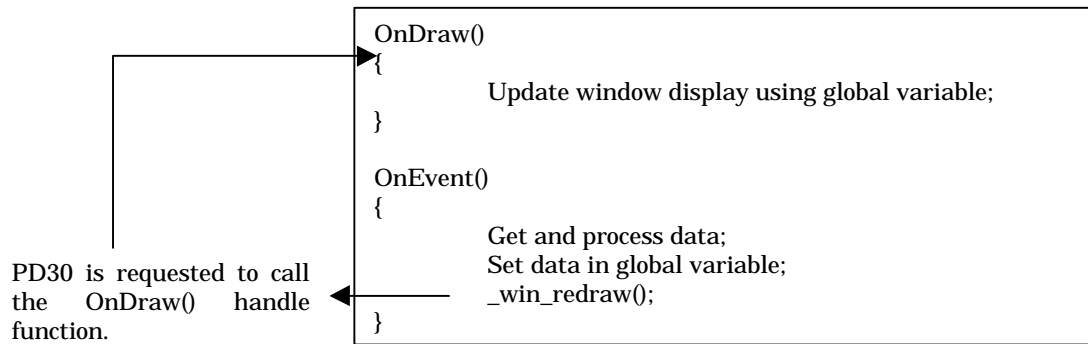 OnDraw()
{
Update window display using global variable;
}
OnEvent()
{
Get and process data;
Set data in global variable;
_win_redraw();
}
PD30 is requested to call
the OnDraw() handle
function.